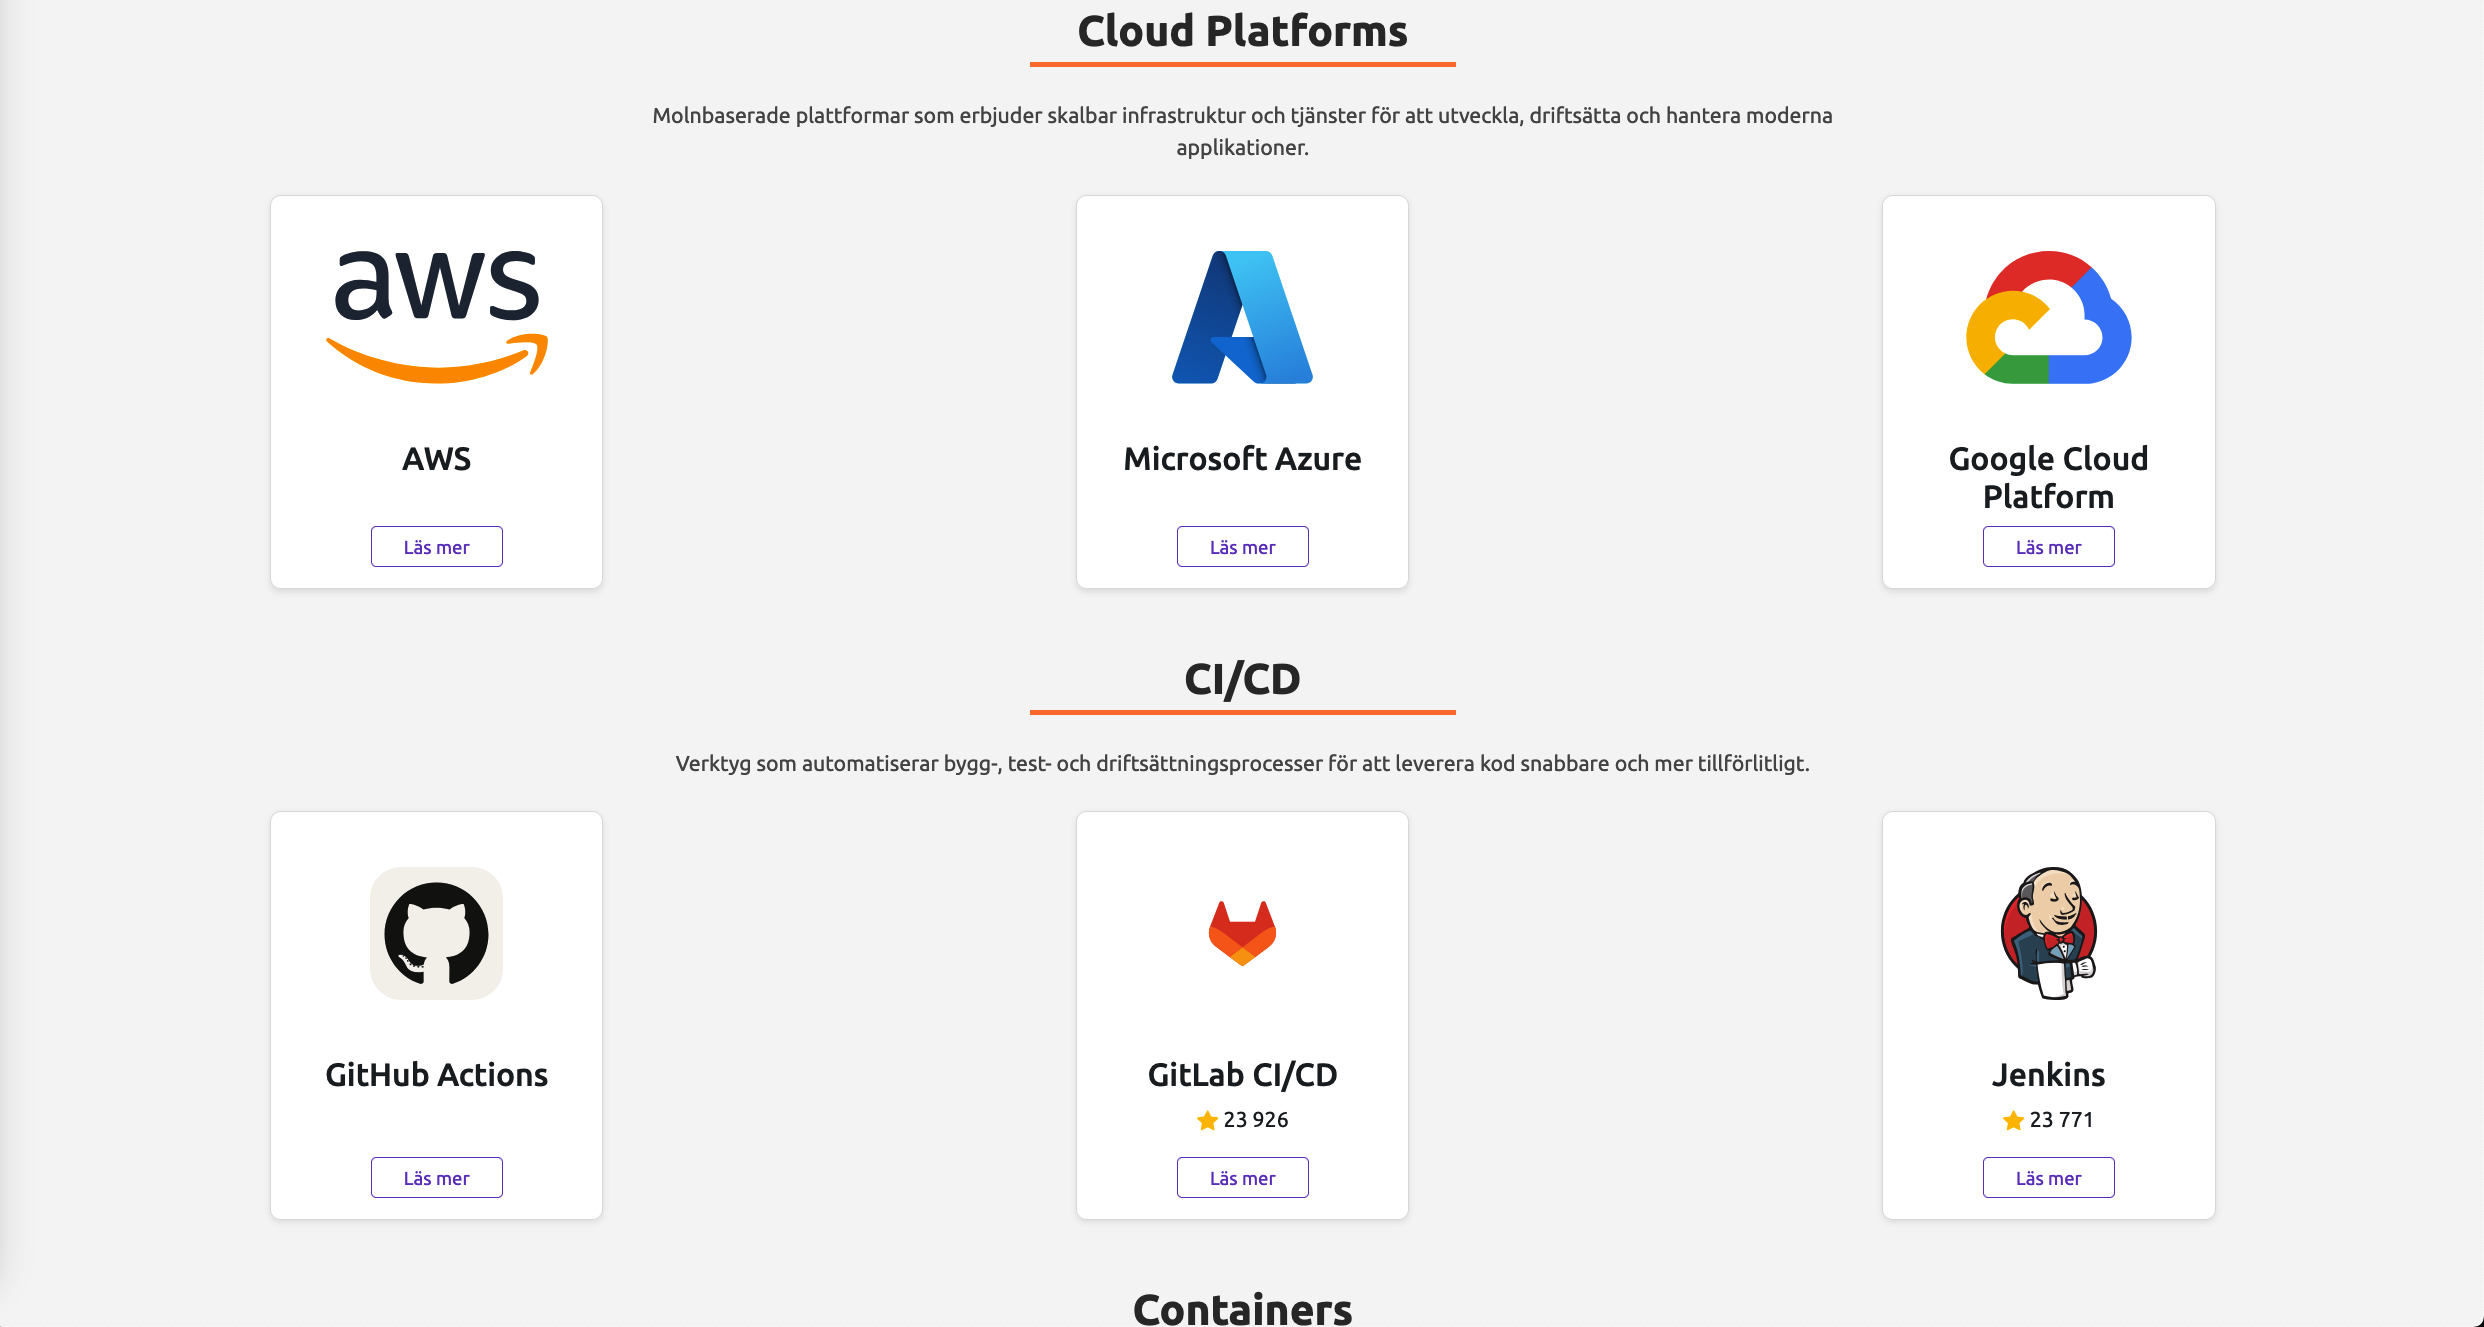 Cloud Platforms
Molnbaserade plattformar som erbjuder skalbar infrastruktur och tjänster för att utveckla, driftsätta och hantera moderna
applikationer.
aws
AWS
Läs mer
Microsoft Azure
Läs mer
Google Cloud
Platform
Läs mer
CI/CD
Verktyg som automatiserar bygg-, test- och driftsättningsprocesser för att leverera kod snabbare och mer tillförlitligt.
GitHub Actions
Läs mer
GitLab CI/CD
23 926
Läs mer
Jenkins
23 771
Läs mer
Containers